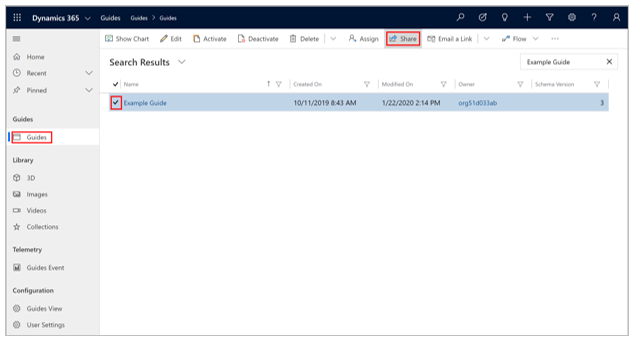 Dynamics 365 Guides Guides > Guides
Show Chart Edit Activate Deactivate Delete Assign Share Email a Link Flow ...
Home
Recent
Pinned
Guides
Guides
Library
3D
Images
Videos
Collections
Telemetry
Guides Event
Configuration
Guides View
User Settings
Search Results
Example Guide
Name Created On Modified On Owner Schema Version
Example Guide 10/11/2019 8:43 AM 1/22/2020 2:14 PM org51d033ab 3